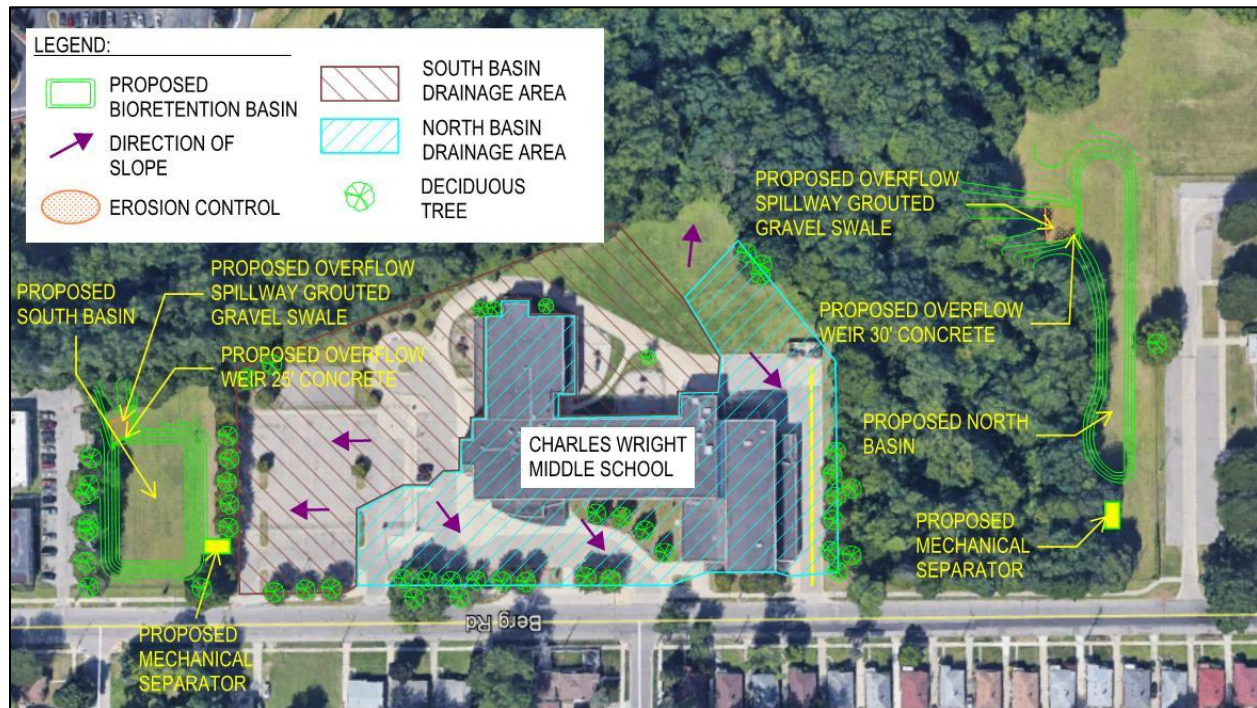 LEGEND:
PROPOSED
BIORETENTION BASIN
DIRECTION OF
SLOPE
EROSION CONTROL
SOUTH BASIN
DRAINAGE AREA
NORTH BASIN
DRAINAGE AREA
DECIDUOUS
TREE
PROPOSED
SOUTH BASIN
PROPOSED OVERFLOW
SPILLWAY GROUTED
GRAVEL SWALE
PROPOSED OVERFLOW
WEIR 25' CONCRETE
PROPOSED
MECHANICAL
SEPARATOR
CHARLES WRIGHT
MIDDLE SCHOOL
PROPOSED OVERFLOW
SPILLWAY GROUTED
GRAVEL SWALE
PROPOSED OVERFLOW
WEIR 30' CONCRETE
PROPOSED NORTH
BASIN
PROPOSED
MECHANICAL
SEPARATOR
Berg Rd